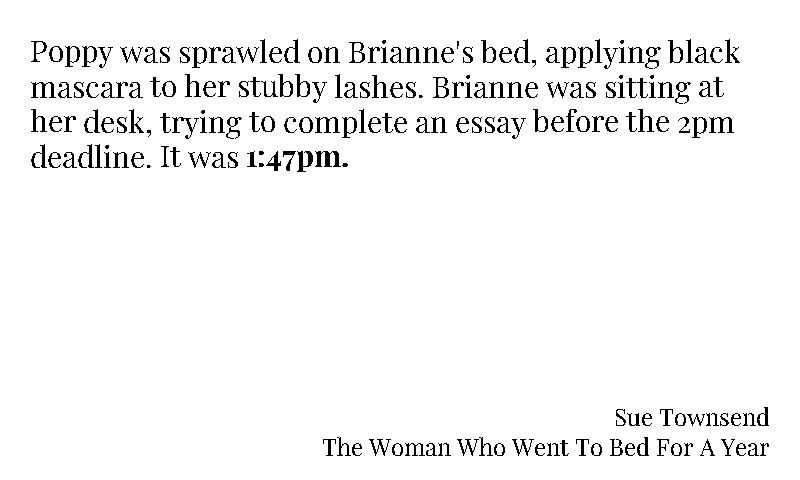 Poppy was sprawled on Brianne's bed, applying black
mascara to her stubby lashes. Brianne was sitting at
her desk, trying to complete an essay before the 2pm
deadline. It was 1:47pm.
Sue Townsend
The Woman Who Went To Bed For A Year